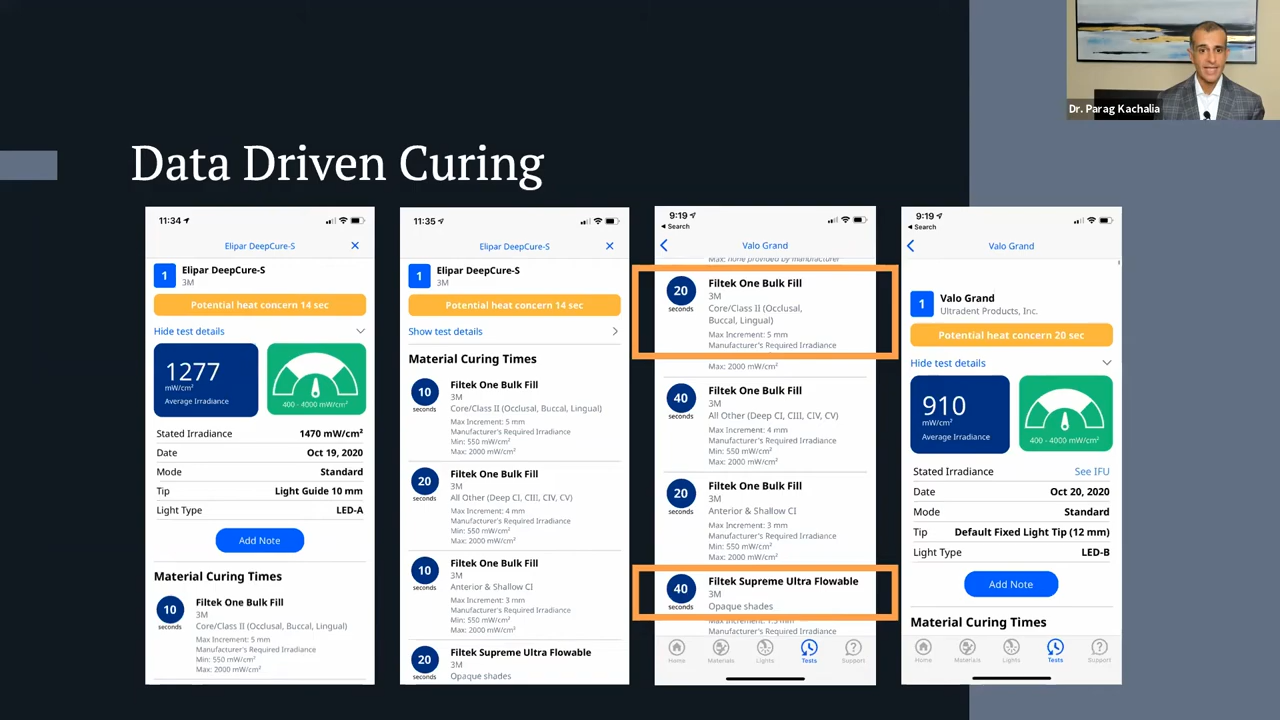 Dr. Parag Kachalia
Data Driven Curing
11:34
Elipar DeepCure-S
1
Elipar DeepCure-S
3M
Potential heat concern 14 sec
Hide test details
1277
mW/cm²
Average Irradiance
400 - 4000 mW/cm²
Stated Irradiance 1470 mW/cm²
Date Oct 19, 2020
Mode Standard
Tip Light Guide 10 mm
Light Type LED-A
Add Note
Material Curing Times
10
seconds
Filtek One Bulk Fill
3M
Core/Class II (Occlusal, Buccal, Lingual)
Max Increment: 5 mm
Manufacturer's Required Irradiance
Min: 550 mW/cm²
Max: 2000 mW/cm²
11:35
Elipar DeepCure-S
1
Elipar DeepCure-S
3M
Potential heat concern 14 sec
Show test details
Material Curing Times
10
seconds
Filtek One Bulk Fill
3M
Core/Class II (Occlusal, Buccal, Lingual)
Max Increment: 5 mm
Manufacturer's Required Irradiance
Min: 550 mW/cm²
Max: 2000 mW/cm²
20
seconds
Filtek One Bulk Fill
3M
All Other (Deep CI, CIII, CIV, CV)
Max Increment: 4 mm
Manufacturer's Required Irradiance
Min: 550 mW/cm²
Max: 2000 mW/cm²
10
seconds
Filtek One Bulk Fill
3M
Anterior & Shallow CI
Max Increment: 3 mm
Manufacturer's Required Irradiance
Min: 550 mW/cm²
Max: 2000 mW/cm²
20
seconds
Filtek Supreme Ultra Flowable
3M
Opaque shades
9:19
Search
Valo Grand
Max: none provided by manufacturer
20
seconds
Filtek One Bulk Fill
3M
Core/Class II (Occlusal,
Buccal, Lingual)
Max Increment: 5 mm
Manufacturer's Required Irradiance
Max: 2000 mW/cm²
40
seconds
Filtek One Bulk Fill
3M
All Other (Deep CI, CIII, CIV, CV)
Max Increment: 4 mm
Manufacturer's Required Irradiance
Min: 550 mW/cm²
Max: 2000 mW/cm²
20
seconds
Filtek One Bulk Fill
3M
Anterior & Shallow CI
Max Increment: 3 mm
Manufacturer's Required Irradiance
Min: 550 mW/cm²
Max: 2000 mW/cm²
40
seconds
Filtek Supreme Ultra Flowable
3M
Opaque shades
Manufacturer's Required Irradiance
Home Materials Lights Tests Support
9:19
Search
Valo Grand
1
Valo Grand
Ultradent Products, Inc.
Potential heat concern 20 sec
Hide test details
910
mW/cm²
Average Irradiance
400 - 4000 mW/cm²
Stated Irradiance See IFU
Date Oct 20, 2020
Mode Standard
Tip Default Fixed Light Tip (12 mm)
Light Type LED-B
Add Note
Material Curing Times
Home Materials Lights Tests Support